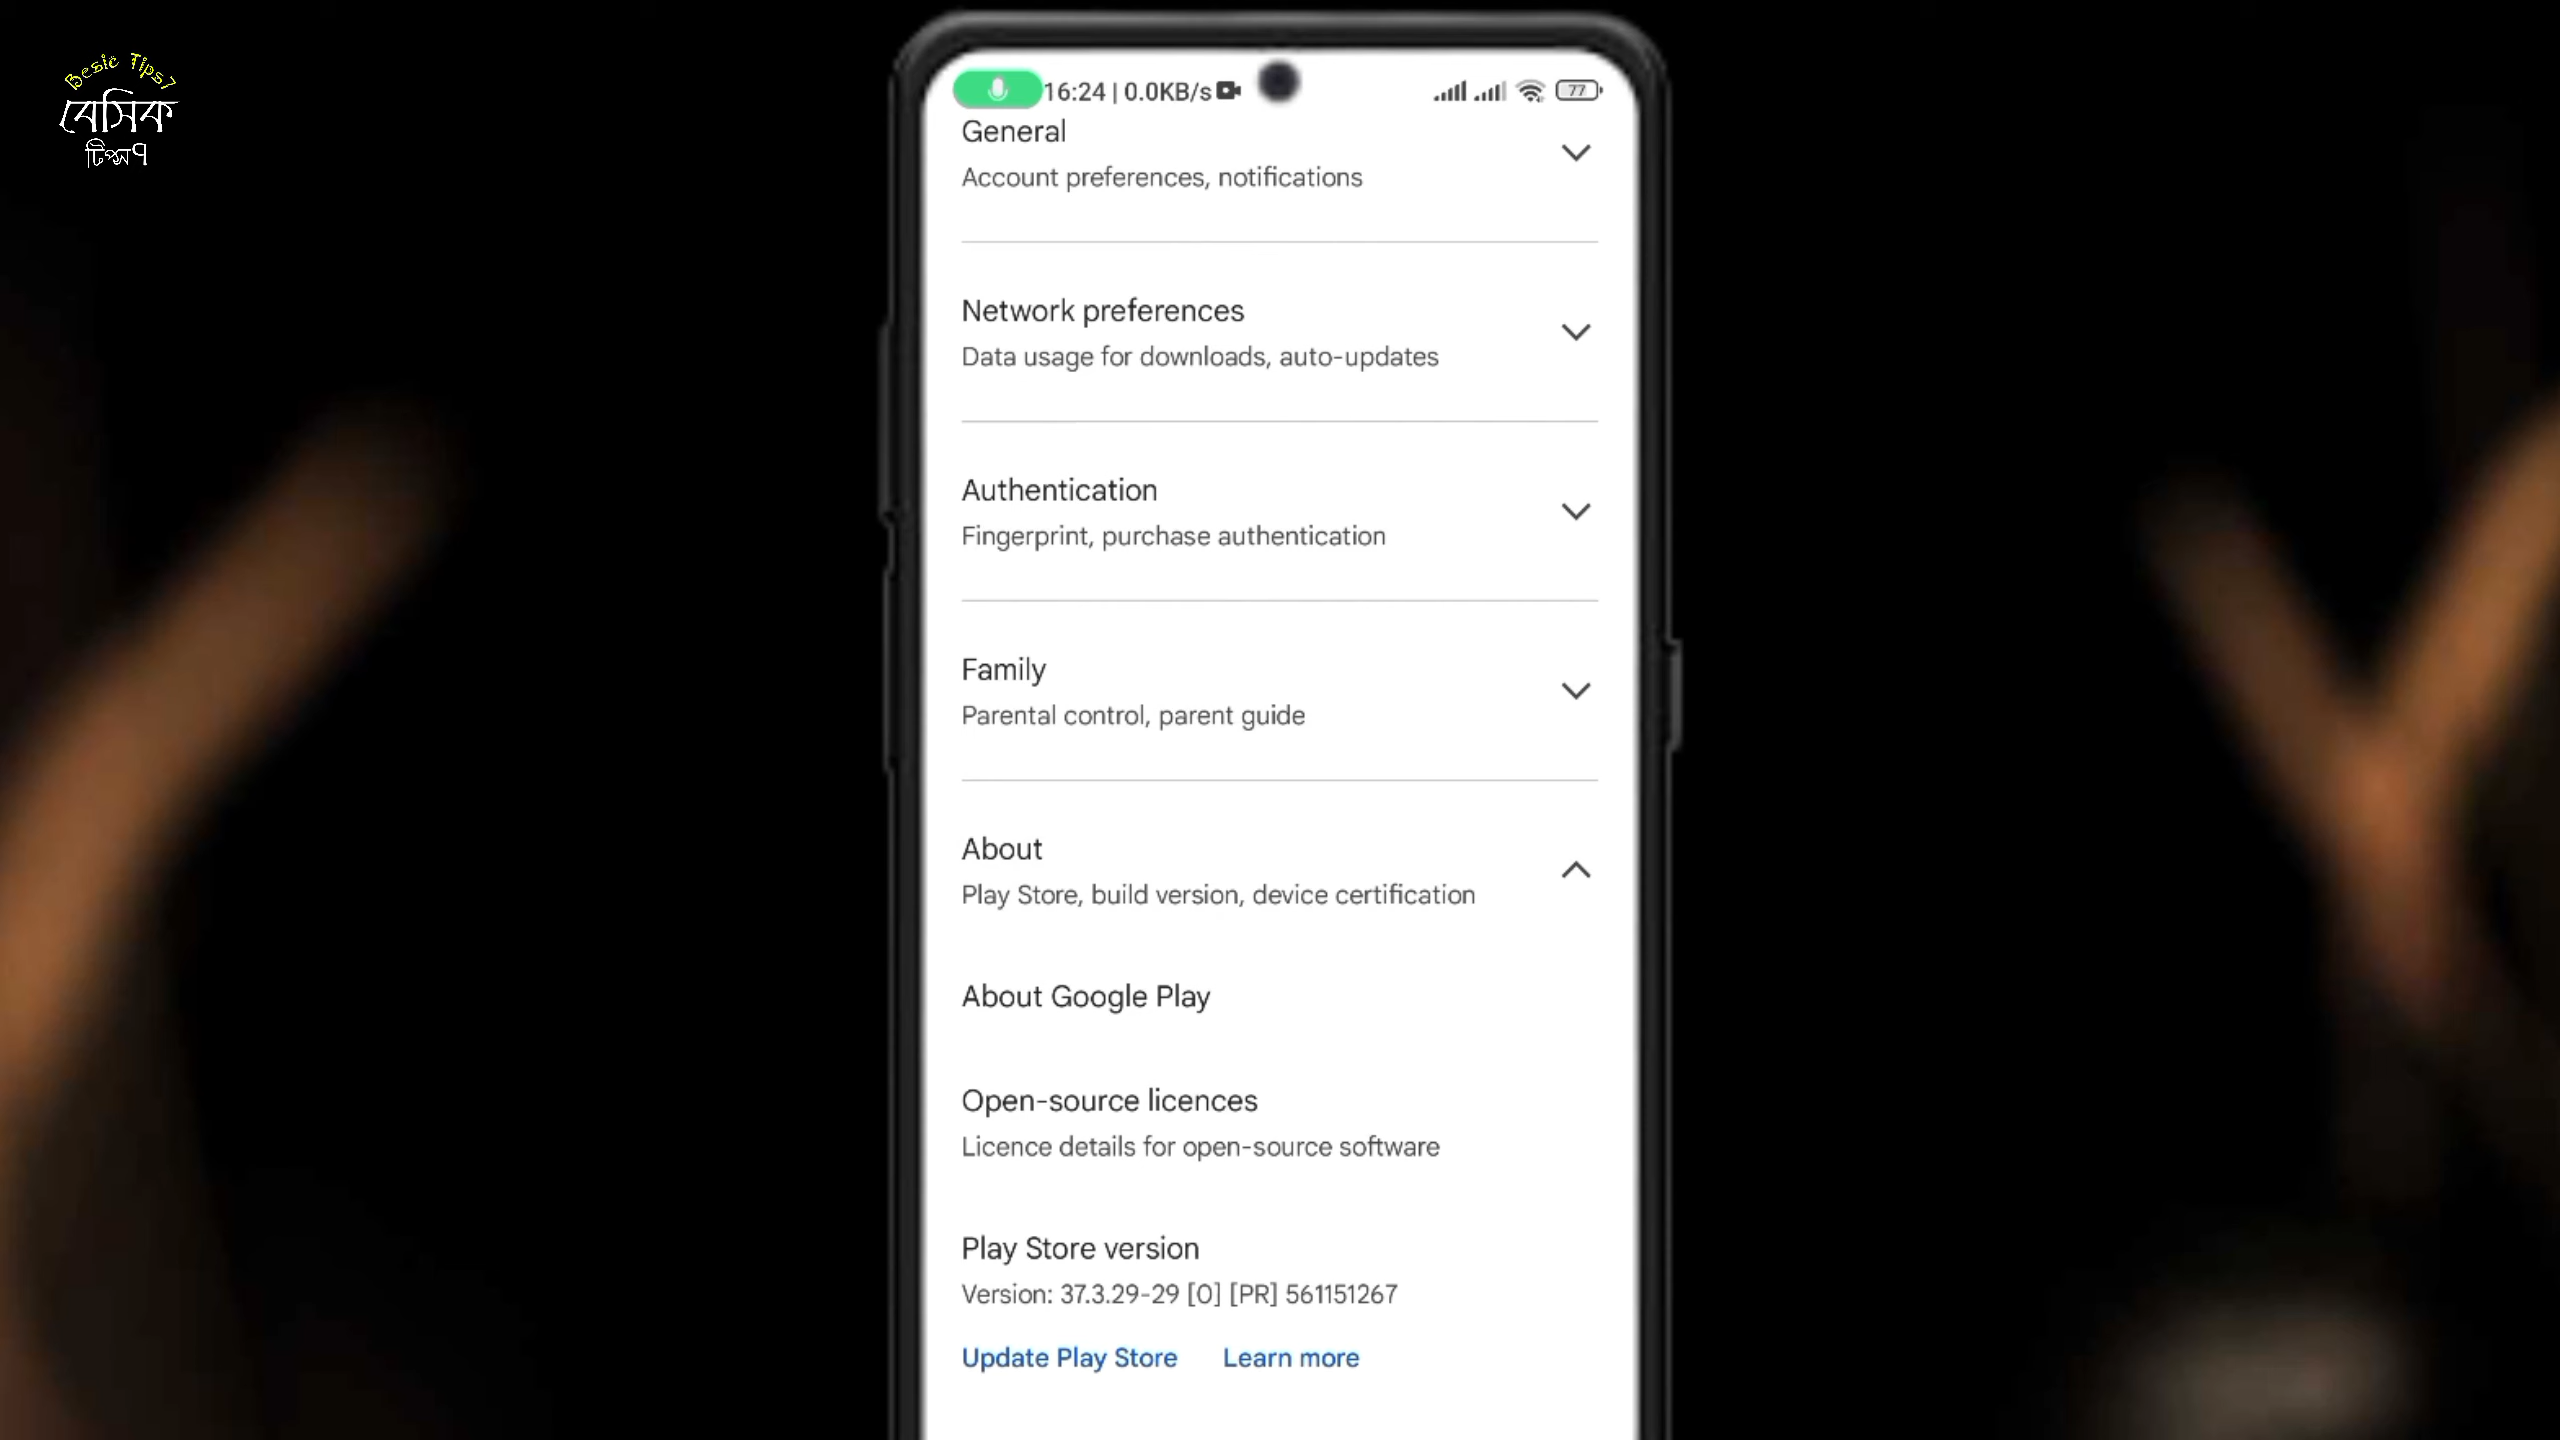 Besic Tips7
বেসিক
টিপ্স৭
16:24 | 0.0KB/s
77
General
Account preferences, notifications
Network preferences
Data usage for downloads, auto-updates
Authentication
Fingerprint, purchase authentication
Family
Parental control, parent guide
About
Play Store, build version, device certification
About Google Play
Open-source licences
Licence details for open-source software
Play Store version
Version: 37.3.29-29 [0] [PR] 561151267
Update Play Store Learn more